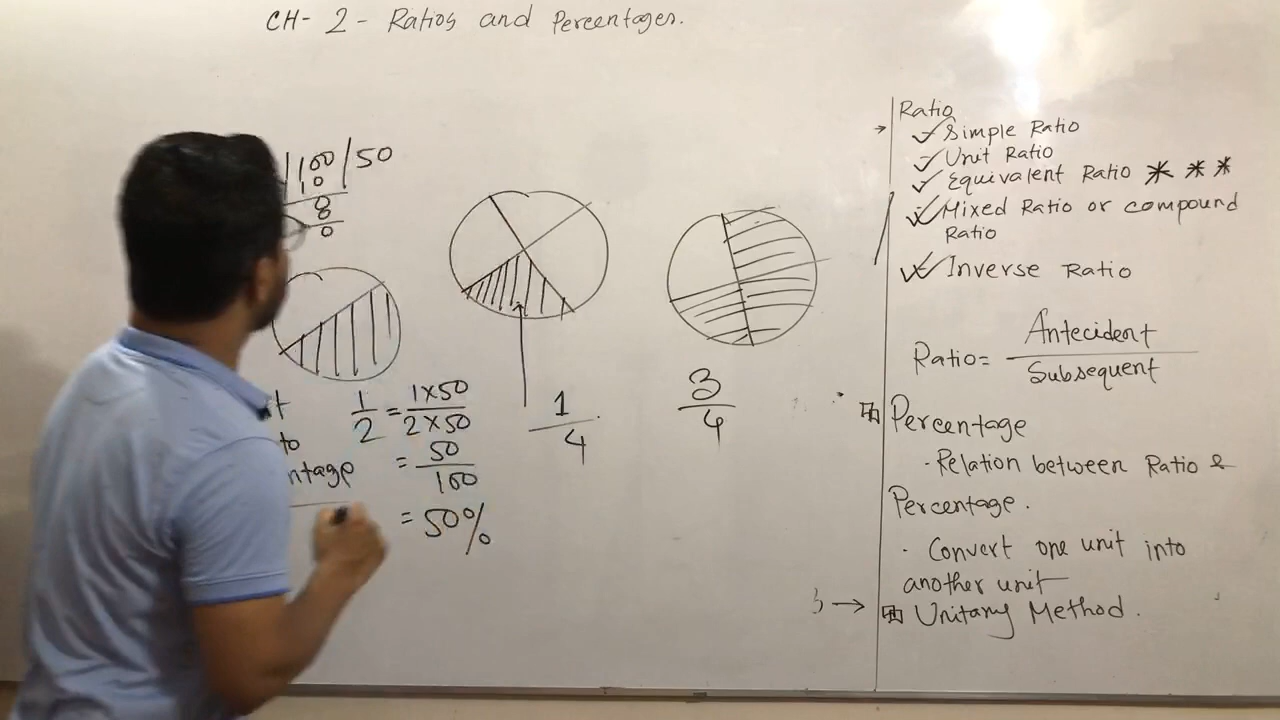 CH- 2 - Ratios and Percentages.
100 50
10
8
0
1/2 = 1×50/2×50
to
ntage
= 50/100
= 50%
1/4
3/4
Ratio
Simple Ratio
Unit Ratio
Equivalent Ratio ***
Mixed Ratio or compound
Ratio
Inverse Ratio
Ratio= Antecident/Subsequent
Percentage
· Relation between Ratio &
Percentage.
· Convert one unit into
another unit
Unitary Method.